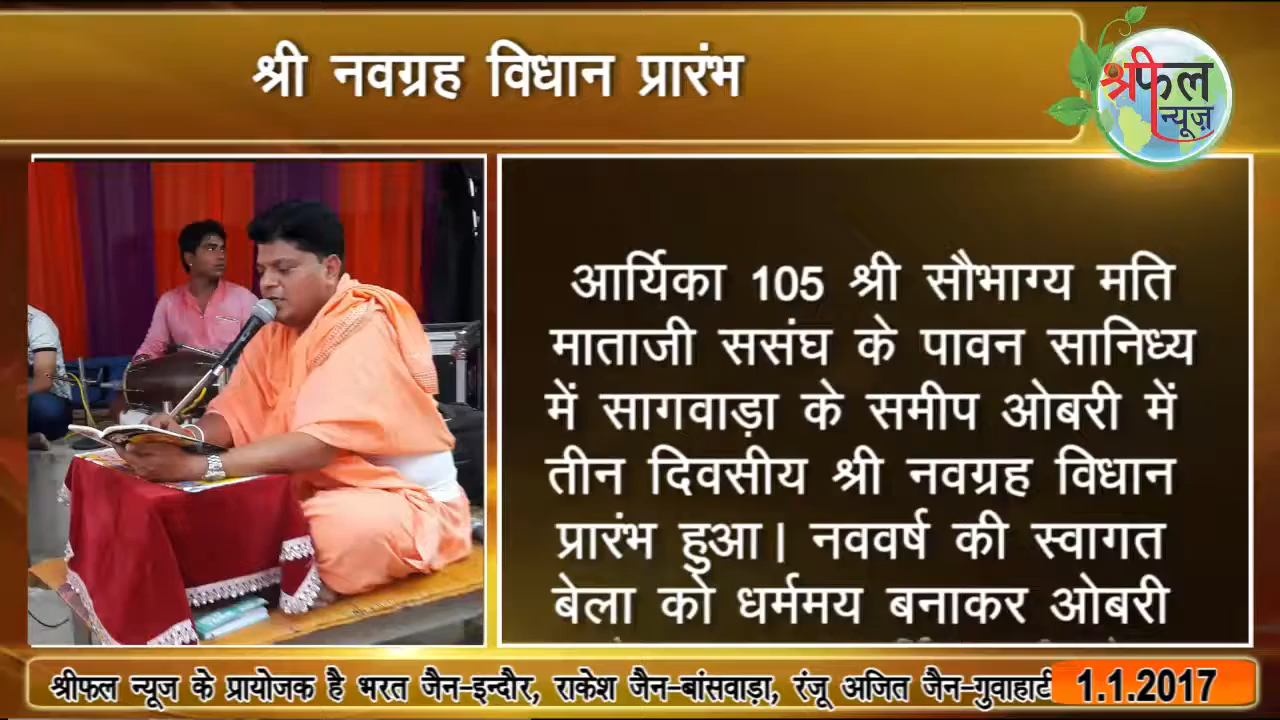 श्री नवग्रह विधान प्रारंभ
श्रीफल
न्यूज़
आर्यिका 105 श्री सौभाग्य मति
माताजी ससंघ के पावन सानिध्य
में सागवाड़ा के समीप ओबरी में
तीन दिवसीय श्री नवग्रह विधान
प्रारंभ हुआ। नववर्ष की स्वागत
बेला को धर्ममय बनाकर ओबरी
श्रीफल न्यूज के प्रायोजक है भरत जैन-इन्दौर, राकेश जैन-बांसवाड़ा, रंजू अजित जैन-गुवाहाटी
1.1.2017